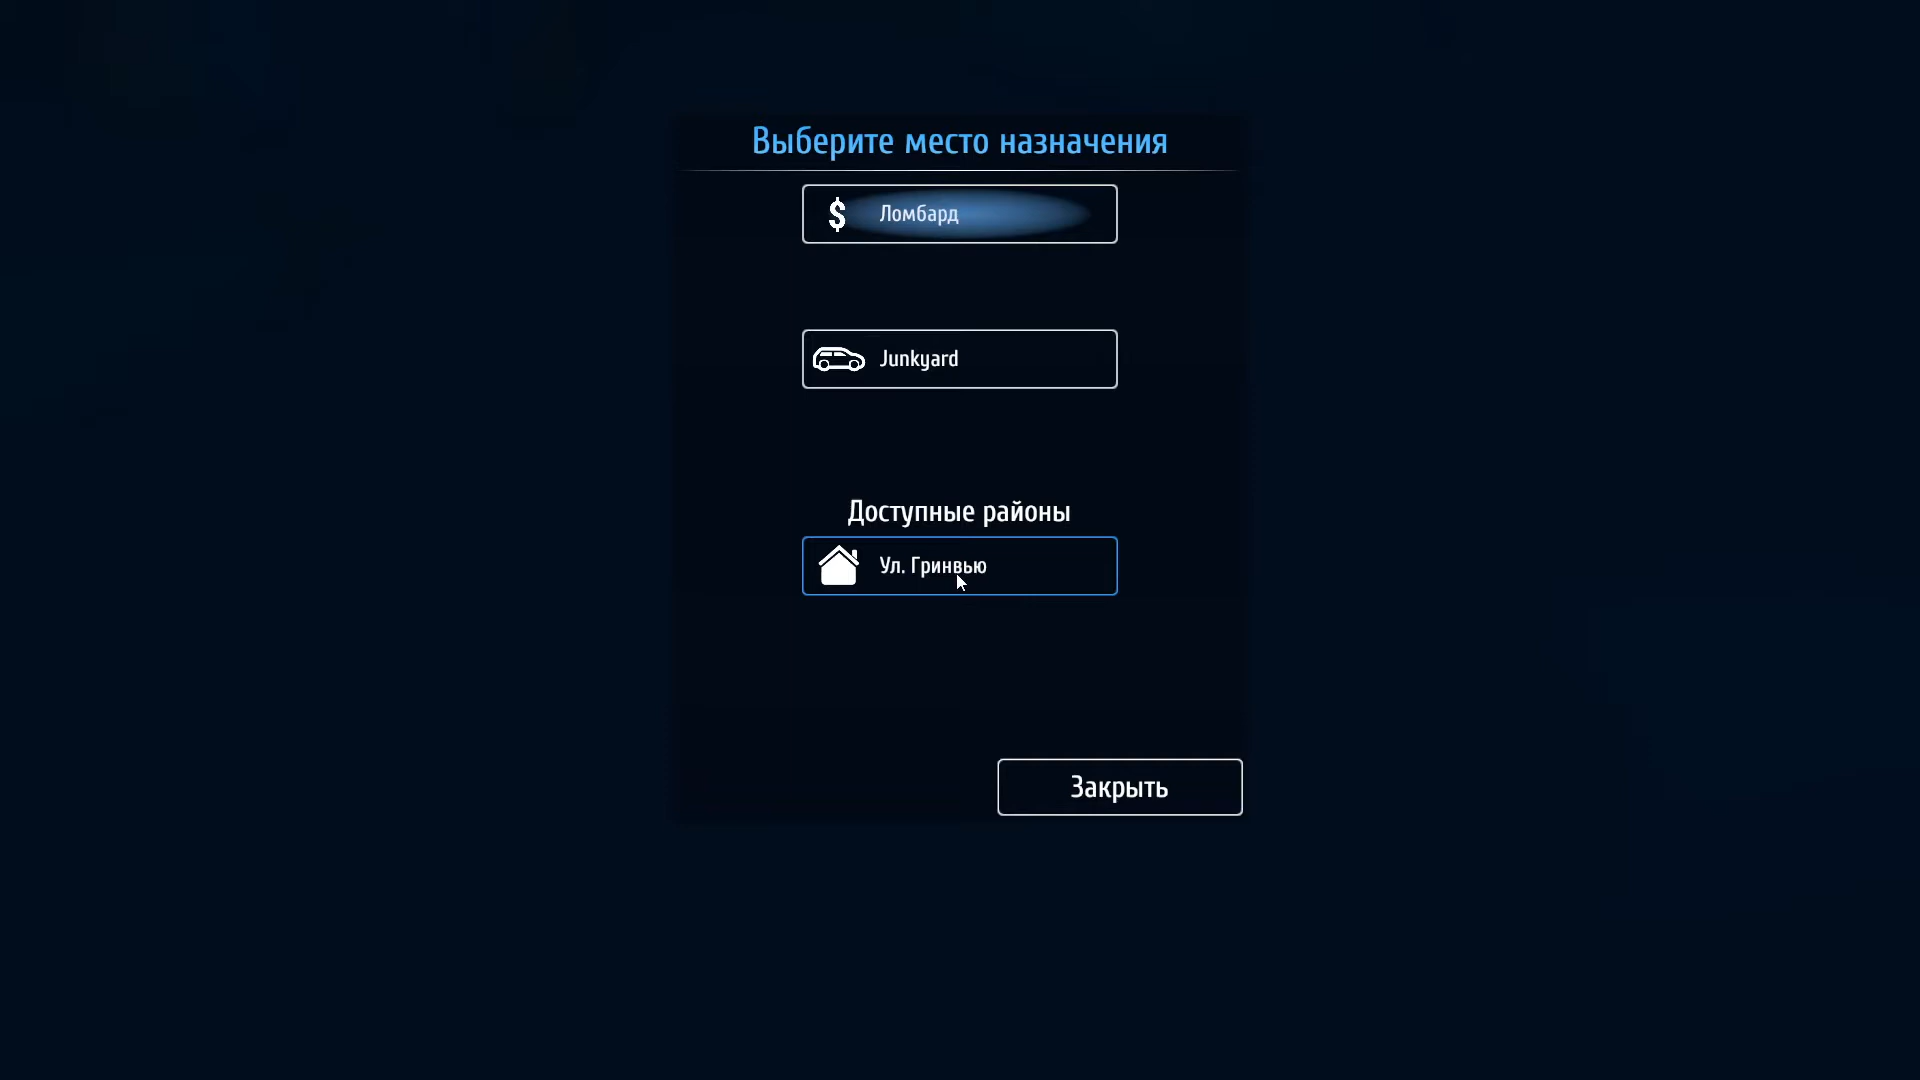 Выберите место назначения
$ Ломбард
Junkyard
Доступные районы
Ул. Гринвью
Закрыть